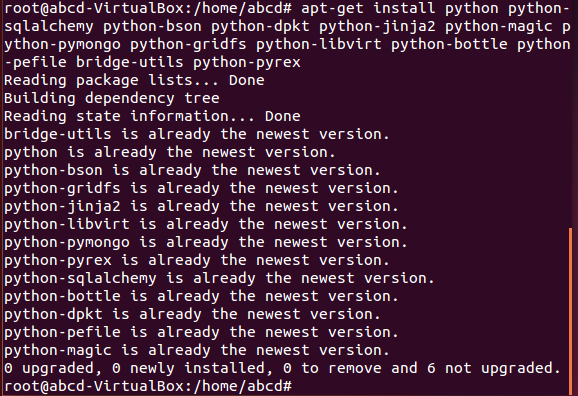 root@abcd-VirtualBox:/home/abcd# apt-get install python python-
sqlalchemy python-bson python-dpkt python-jinja2 python-magic p
ython-pymongo python-gridfs python-libvirt python-bottle python
-pefile bridge-utils python-pyrex
Reading package lists... Done
Building dependency tree
Reading state information... Done
bridge-utils is already the newest version.
python is already the newest version.
python-bson is already the newest version.
python-gridfs is already the newest version.
python-jinja2 is already the newest version.
python-libvirt is already the newest version.
python-pymongo is already the newest version.
python-pyrex is already the newest version.
python-sqlalchemy is already the newest version.
python-bottle is already the newest version.
python-dpkt is already the newest version.
python-pefile is already the newest version.
python-magic is already the newest version.
0 upgraded, 0 newly installed, 0 to remove and 6 not upgraded.
root@abcd-VirtualBox:/home/abcd#